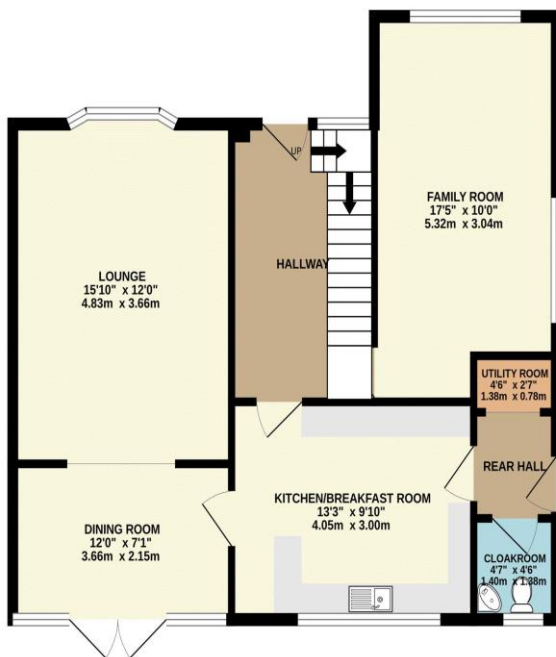 FAMILY ROOM
17'5" x 10'0"
5.32m x 3.04m
UP
HALLWAY
LOUNGE
15'10" x 12'0"
4.83m x 3.66m
UTILITY ROOM
4'6" x 2'7"
1.38m x 0.78m
REAR HALL
KITCHEN/BREAKFAST ROOM
13'3" x 9'10"
4.05m x 3.00m
DINING ROOM
12'0" x 7'1"
3.66m x 2.15m
CLOAKROOM
4'7" x 4'6"
1.40m x 1.38m